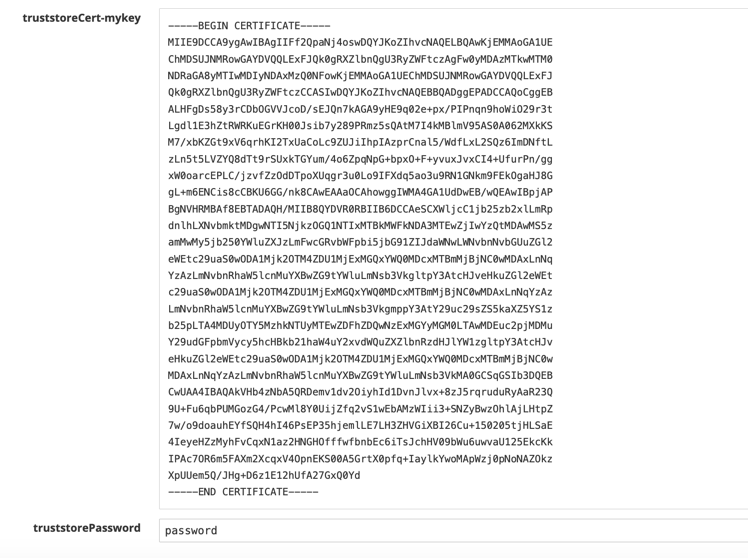 truststoreCert-mykey
-----BEGIN CERTIFICATE-----
MIIE9DCCA9ygAwIBAgIIFf2QpaNj4oswDQYJKoZIhvcNAQELBQAwKjEMMAoGA1UE
ChMDSUJNMRowGAYDVQQLExFJQk0gRXZlbnQgU3RyZWFtczAgFw0yMDAzMTkwMTM0
NDRaGA8yMTIwMDIyNDAxMzQ0NFowKjEMMAoGA1UEChMDSUJNMRowGAYDVQQLExFJ
Qk0gRXZlbnQgU3RyZWFtczCCASIwDQYJKoZIhvcNAQEBBQADggEPADCCAQoCggEB
ALHFgDs58y3rCDbOGVVJcoD/sEJQn7kAGA9yHE9q02e+px/PIPnqn9hoWiO29r3t
Lgdl1E3hZtRWRKuEGrKH00Jsib7y289PRmz5sQAtM7I4kMBlmV95AS0A062MXkKS
M7/xbKZGt9xV6qrhKI2TxUaCoLc9ZUJiIhpIAzprCnal5/WdfLxL2SQz6ImDNftL
zLn5t5LVZYQ8dTt9rSUxkTGYum/4o6ZpqNpG+bpxO+F+yvuxJvxCI4+UfurPn/gg
xW0oarcEPLC/jzvfZzOdDTpoXUqgr3u0Lo9IFXdq5ao3u9RN1GNkm9FEkOgaHJ8G
gL+m6ENCis8cCBKU6GG/nk8CAwEAAaOCAhowggIWMA4GA1UdDwEB/wQEAwIBpjAP
BgNVHRMBAf8EBTADAQH/MIIB8QYDVR0RBIIB6DCCAeSCXWljcC1jb25zb2xlLmRp
dnlhLXNvbmktMDgwNTI5NjkzOGQ1NTIxMTBkMWFkNDA3MTEwZjIwYzQtMDAwMS5z
amMwMy5jb250YWluZXJzLmFwcGRvbWFpbi5jbG91ZIJdaWNwLWNvbnNvbGUuZGl2
eWEtc29uaS0wODA1Mjk2OTM4ZDU1MjExMGQxYWQ0MDcxMTBmMjBjNC0wMDAxLnNq
YzAzLmNvbnRhaW5lcnMuYXBwZG9tYWluLmNsb3VkgltpY3AtcHJveHkuZGl2eWEt
c29uaS0wODA1Mjk2OTM4ZDU1MjExMGQxYWQ0MDcxMTBmMjBjNC0wMDAxLnNqYzAz
LmNvbnRhaW5lcnMuYXBwZG9tYWluLmNsb3VkgmppY3AtY29uc29sZS5kaXZ5YS1z
b25pLTA4MDUyOTY5MzhkNTUyMTEwZDFhZDQwNzExMGYyMGM0LTAwMDEuc2pjMDMu
Y29udGFpbmVycy5hcHBkb21haW4uY2xvdWQuZXZlbnRzdHJlYW1zgltpY3AtcHJv
eHkuZGl2eWEtc29uaS0wODA1Mjk2OTM4ZDU1MjExMGQxYWQ0MDcxMTBmMjBjNC0w
MDAxLnNqYzAzLmNvbnRhaW5lcnMuYXBwZG9tYWluLmNsb3VkMA0GCSqGSIb3DQEB
CwUAA4IBAQAkVHb4zNbA5QRDemv1dv2OiyhId1DvnJlvx+8zJ5rqruduRyAaR23Q
9U+Fu6qbPUMGozG4/PcwMl8Y0UijZfq2vS1wEbAMzWIii3+SNZyBwzOhlAjLHtpZ
7w/o9doauhEYfSQH4hI46PsEP35hjemlLE7LH3ZHVGiXBI26Cu+150205tjHLSaE
4IeyeHZzMyhFvCqxN1az2HNGHOfffwfbnbEc6iTsJchHV09bWu6uwvaU125EkcKk
IPAc7OR6m5FAXm2XcqxV4OpnEKS00A5GrtX0pfq+IaylkYwoMApWzj0pNoNAZOkz
XpUUem5Q/JHg+D6z1E12hUfA27GxQ0Yd
-----END CERTIFICATE-----
truststorePassword
password